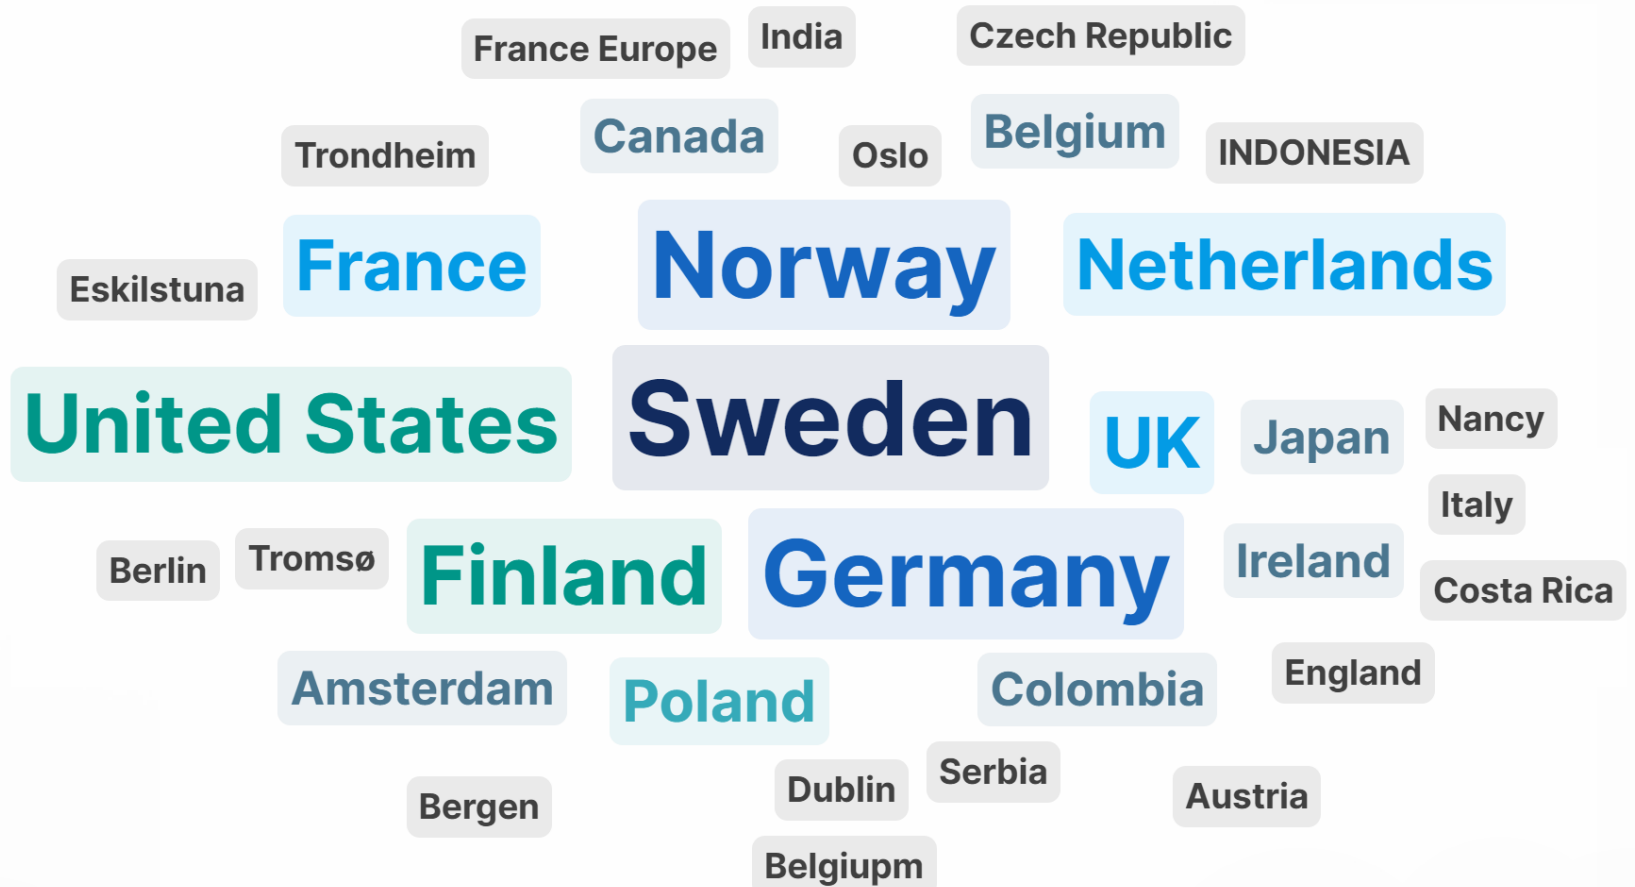 France Europe
India
Czech Republic
Canada
Belgium
Trondheim
Oslo
INDONESIA
France
Norway
Netherlands
Eskilstuna
United States
Sweden
UK
Japan
Nancy
Italy
Berlin
Tromsø
Finland
Germany
Ireland
Costa Rica
Amsterdam
Poland
Colombia
England
Bergen
Dublin
Serbia
Austria
Belgiupm